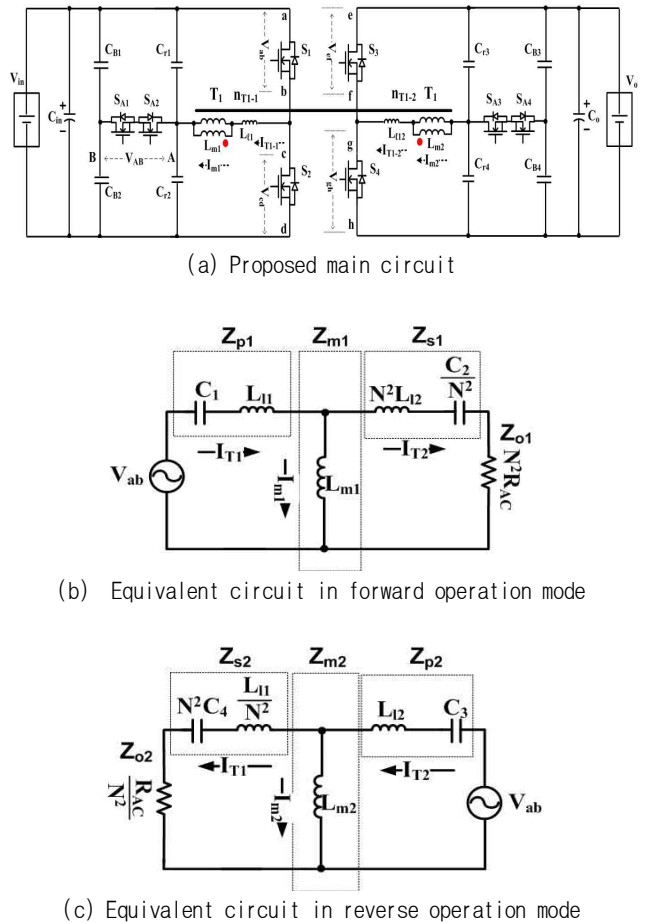 a
e
C_B1
C_r1
V_ab
S_1
V_ef
S_3
C_r3
C_B3
V_in
b
f
V_o
S_A1
S_A2
T_1
n_T1-1
n_T1-2
T_1
S_A3
S_A4
C_in
+
−
L_m1
L_l1
L_l2
L_m2
+
−
C_o
B
V_AB
A
I_T1-1
I_m1
c
g
I_T1-2
I_m2
C_B2
C_r2
V_cd
S_2
V_gh
S_4
C_r4
C_B4
d
h
(a) Proposed main circuit
Z_p1
Z_m1
Z_s1
C_1
L_l1
N²L_l2
C_2/N²
I_T1
I_T2
Z_o1
V_ab
I_m1
L_m1
N²R_AC
(b) Equivalent circuit in forward operation mode
Z_s2
Z_m2
Z_p2
N²C_4
L_l1/N²
L_l2
C_3
Z_o2
I_T1
I_T2
R_AC/N²
I_m2
L_m2
V_ab
(c) Equivalent circuit in reverse operation mode